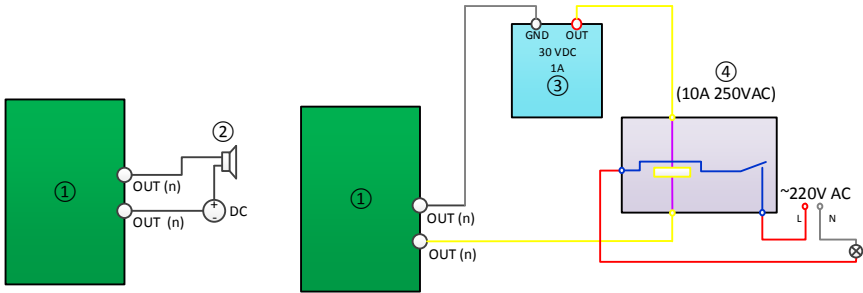 ①
OUT (n)
OUT (n)
②
+
-
DC
①
OUT (n)
OUT (n)
GND OUT
30 VDC
1A
③
④
(10A 250VAC)
~220V AC
L N